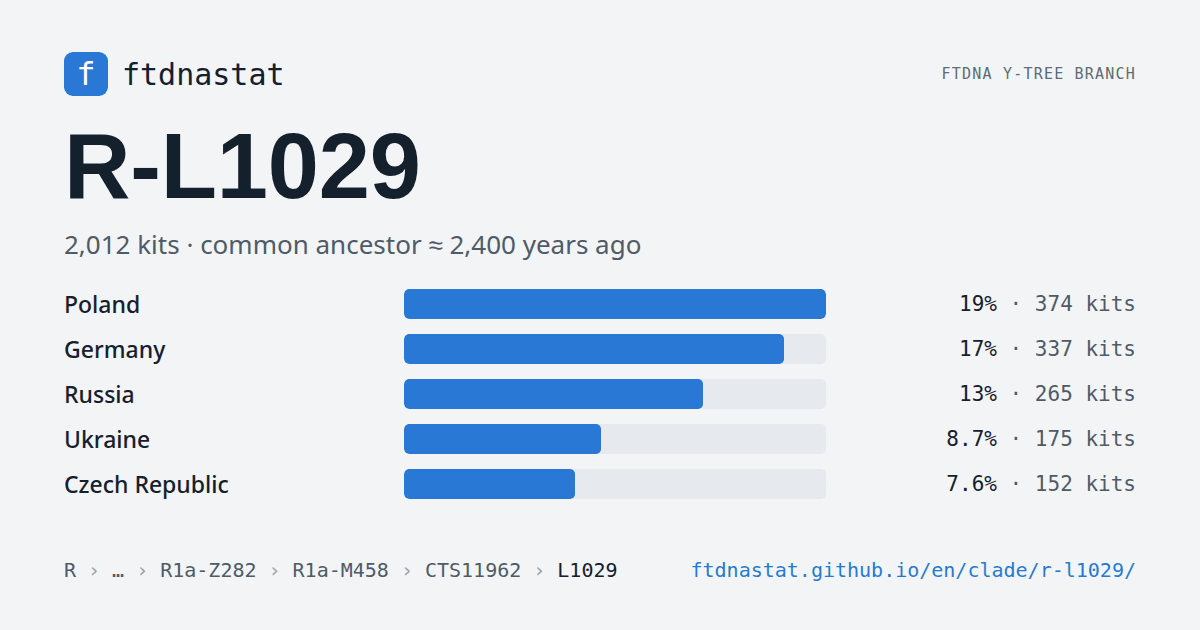 f ftdnastat
FTDNA Y-TREE BRANCH
R-L1029
2,012 kits · common ancestor ≈ 2,400 years ago
Poland 19% · 374 kits
Germany 17% · 337 kits
Russia 13% · 265 kits
Ukraine 8.7% · 175 kits
Czech Republic 7.6% · 152 kits
R › … › R1a-Z282 › R1a-M458 › CTS11962 › L1029
ftdnastat.github.io/en/clade/r-l1029/